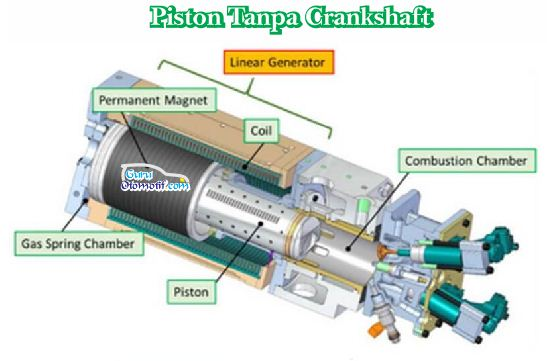 Piston Tanpa Crankshaft
Linear Generator
Permanent Magnet
Coil
Combustion Chamber
Guru
Otomotif.com
Gas Spring Chamber
Piston